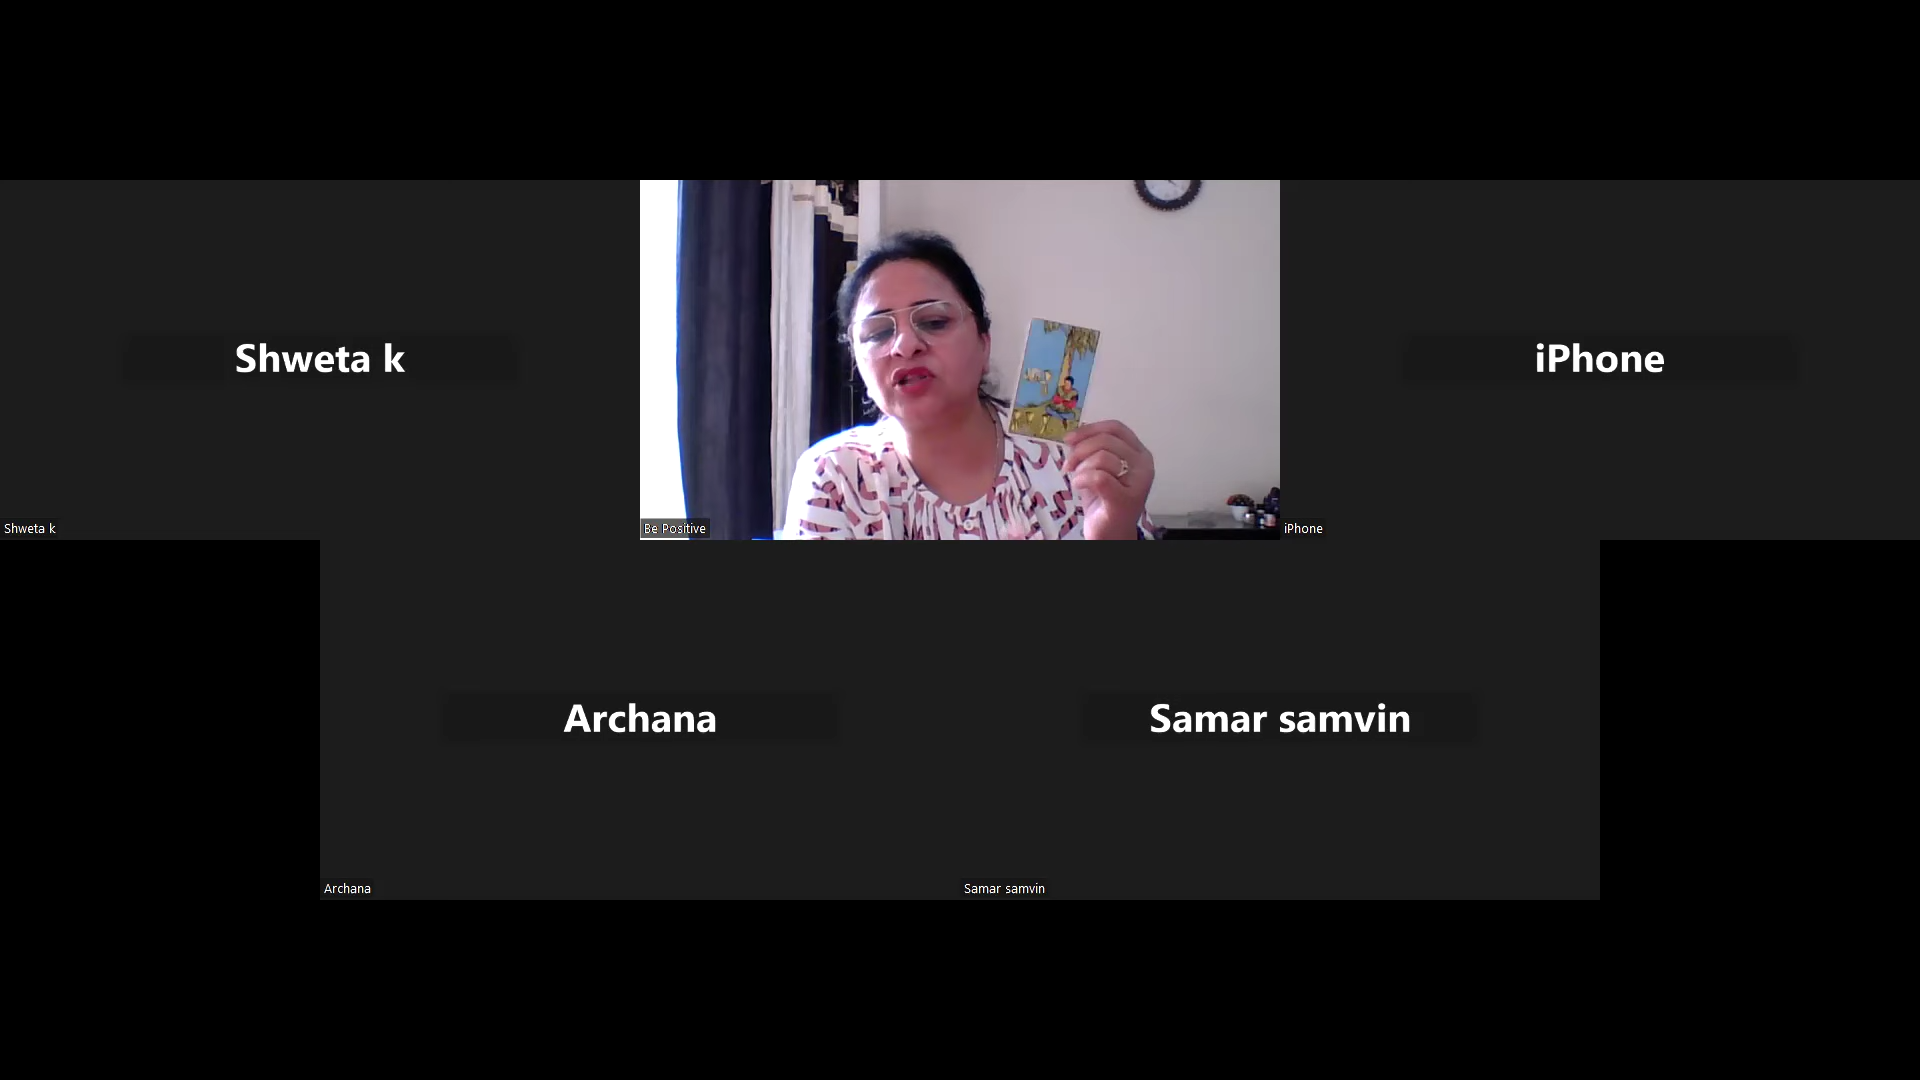 Shweta k
iPhone
Shweta k
Be Positive
iPhone
Archana
Samar samvin
Archana
Samar samvin